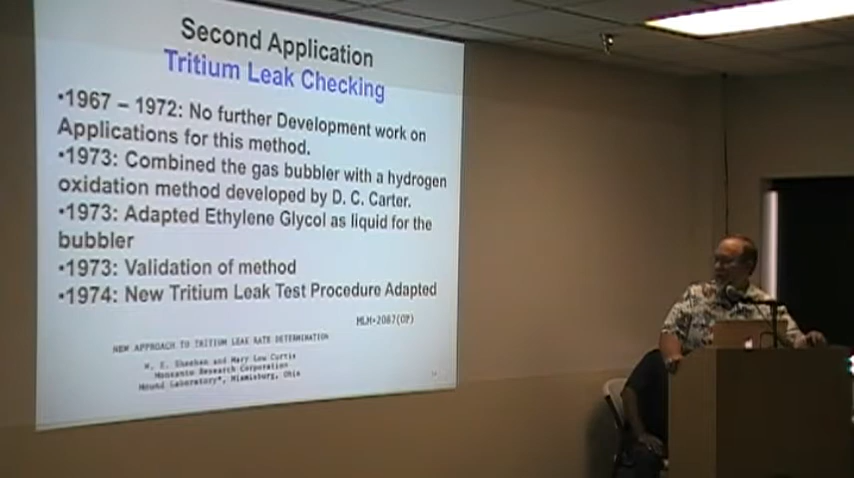 Second Application
Tritium Leak Checking
•1967 – 1972: No further Development work on
Applications for this method.
•1973: Combined the gas bubbler with a hydrogen
oxidation method developed by D. C. Carter.
•1973: Adapted Ethylene Glycol as liquid for the
bubbler
•1973: Validation of method
•1974: New Tritium Leak Test Procedure Adapted
MLM-2087(OP)
NEW APPROACH TO TRITIUM LEAK RATE DETERMINATION
W. E. Sheehan and Mary Lou Curtis
Monsanto Research Corporation
Mound Laboratory*, Miamisburg, Ohio